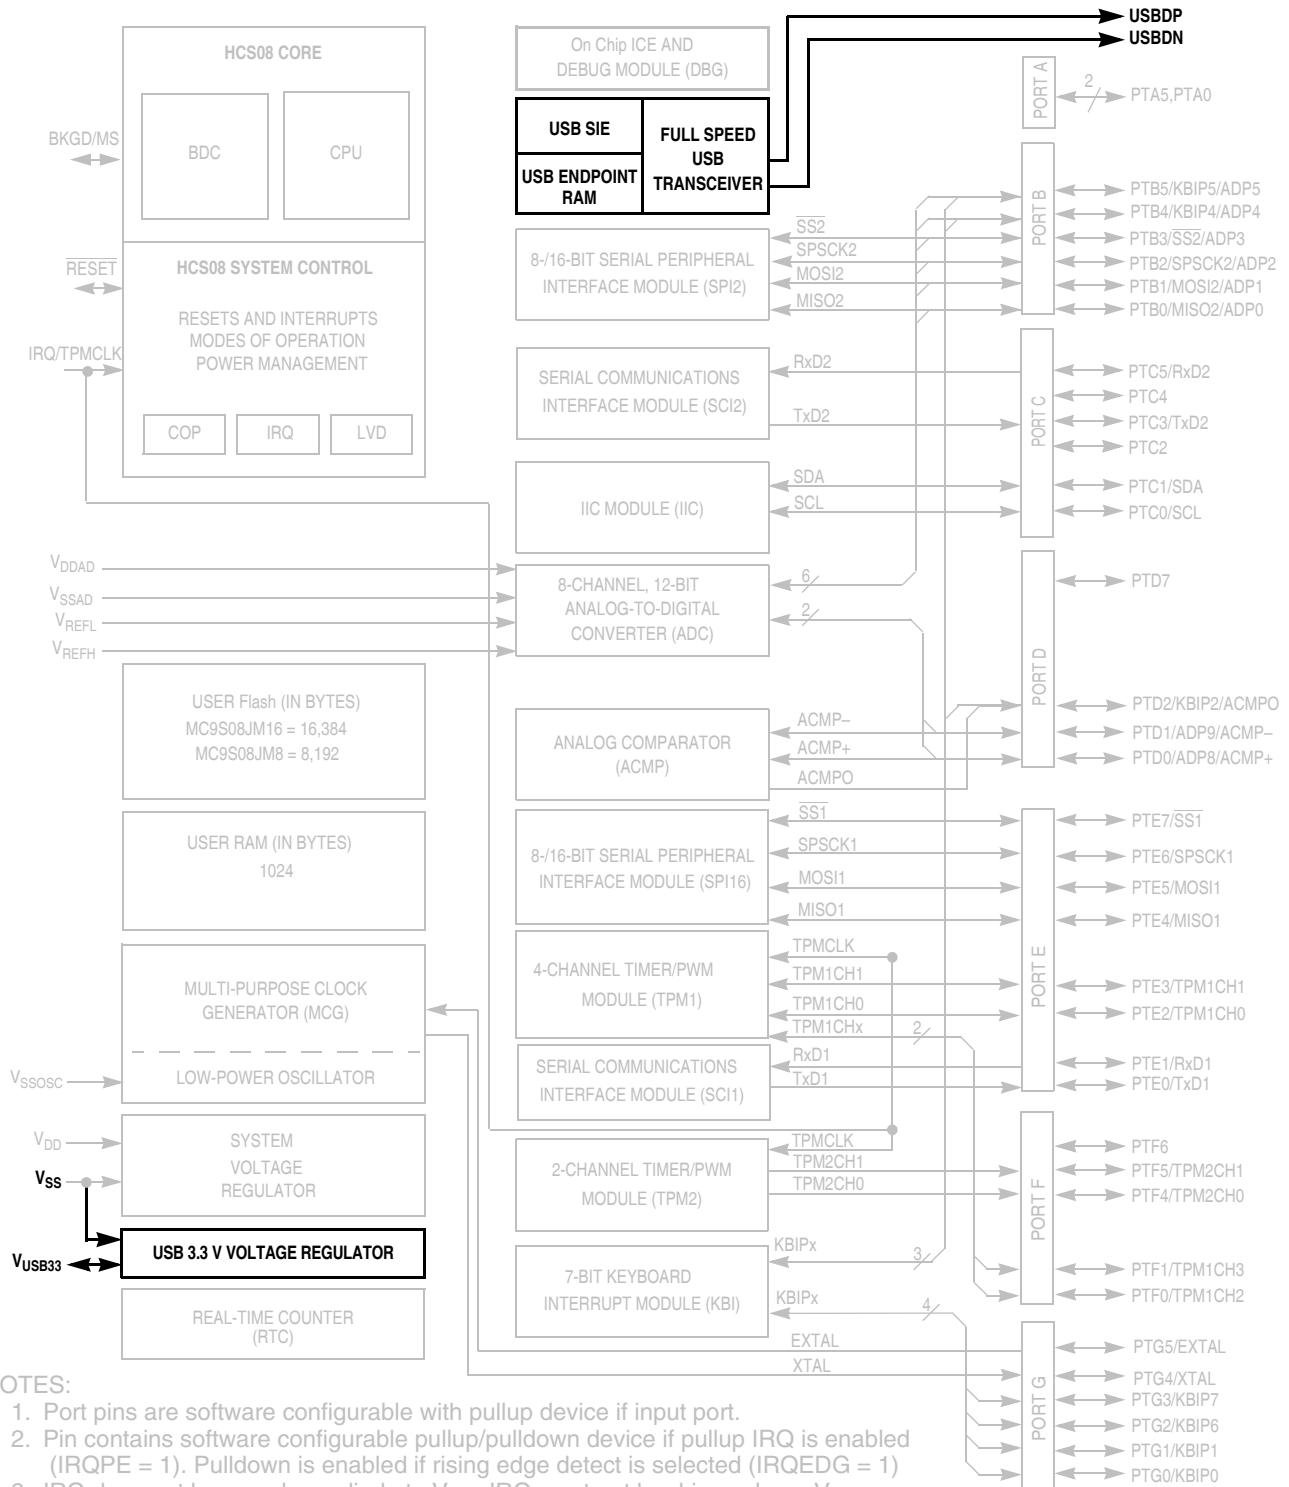 USBDP
USBDN
HCS08 CORE
BDC
CPU
BKGD/MS
HCS08 SYSTEM CONTROL
RESET
RESETS AND INTERRUPTS
MODES OF OPERATION
POWER MANAGEMENT
IRQ/TPMCLK
COP
IRQ
LVD
VDDAD
VSSAD
VREFL
VREFH
USER Flash (IN BYTES)
MC9S08JM16 = 16,384
MC9S08JM8 = 8,192
USER RAM (IN BYTES)
1024
MULTI-PURPOSE CLOCK
GENERATOR (MCG)
LOW-POWER OSCILLATOR
VSSOSC
VDD
VSS
SYSTEM
VOLTAGE
REGULATOR
USB 3.3 V VOLTAGE REGULATOR
VUSB33
REAL-TIME COUNTER
(RTC)
On Chip ICE AND
DEBUG MODULE (DBG)
USB SIE
USB ENDPOINT
RAM
FULL SPEED
USB
TRANSCEIVER
8-/16-BIT SERIAL PERIPHERAL
INTERFACE MODULE (SPI2)
SS2
SPSCK2
MOSI2
MISO2
SERIAL COMMUNICATIONS
INTERFACE MODULE (SCI2)
RxD2
TxD2
IIC MODULE (IIC)
SDA
SCL
8-CHANNEL, 12-BIT
ANALOG-TO-DIGITAL
CONVERTER (ADC)
6
2
ANALOG COMPARATOR
(ACMP)
ACMP–
ACMP+
ACMPO
8-/16-BIT SERIAL PERIPHERAL
INTERFACE MODULE (SPI16)
SS1
SPSCK1
MOSI1
MISO1
4-CHANNEL TIMER/PWM
MODULE (TPM1)
TPMCLK
TPM1CH1
TPM1CH0
TPM1CHx
2
SERIAL COMMUNICATIONS
INTERFACE MODULE (SCI1)
RxD1
TxD1
2-CHANNEL TIMER/PWM
MODULE (TPM2)
TPMCLK
TPM2CH1
TPM2CH0
7-BIT KEYBOARD
INTERRUPT MODULE (KBI)
KBIPx
3
KBIPx
4
EXTAL
XTAL
PORT A
2
PTA5,PTA0
PORT B
PTB5/KBIP5/ADP5
PTB4/KBIP4/ADP4
PTB3/SS2/ADP3
PTB2/SPSCK2/ADP2
PTB1/MOSI2/ADP1
PTB0/MISO2/ADP0
PORT C
PTC5/RxD2
PTC4
PTC3/TxD2
PTC2
PTC1/SDA
PTC0/SCL
PORT D
PTD7
PTD2/KBIP2/ACMPO
PTD1/ADP9/ACMP–
PTD0/ADP8/ACMP+
PORT E
PTE7/SS1
PTE6/SPSCK1
PTE5/MOSI1
PTE4/MISO1
PTE3/TPM1CH1
PTE2/TPM1CH0
PTE1/RxD1
PTE0/TxD1
PORT F
PTF6
PTF5/TPM2CH1
PTF4/TPM2CH0
PTF1/TPM1CH3
PTF0/TPM1CH2
PORT G
PTG5/EXTAL
PTG4/XTAL
PTG3/KBIP7
PTG2/KBIP6
PTG1/KBIP1
PTG0/KBIP0
OTES:
1. Port pins are software configurable with pullup device if input port.
2. Pin contains software configurable pullup/pulldown device if pullup IRQ is enabled
(IRQPE = 1). Pulldown is enabled if rising edge detect is selected (IRQEDG = 1)